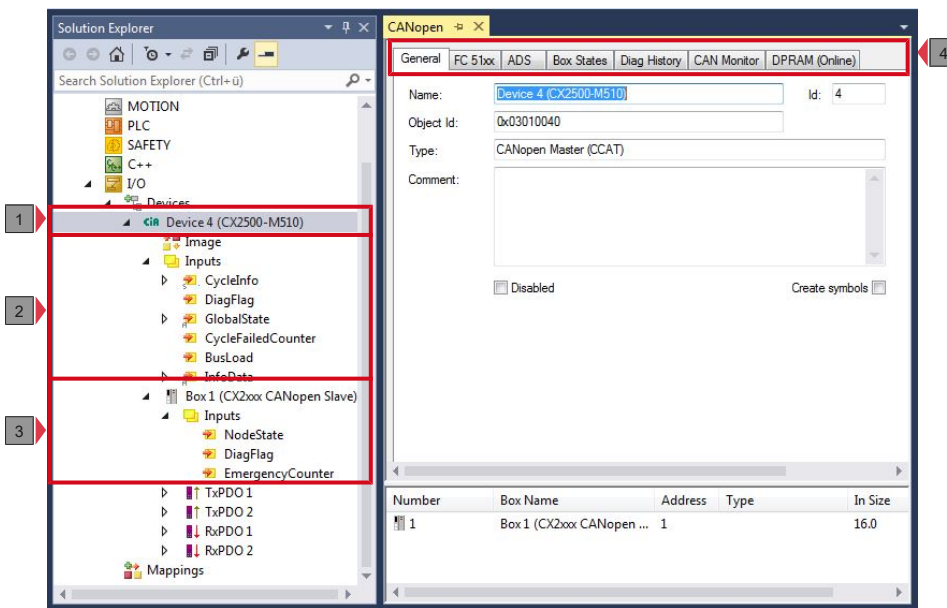 Solution Explorer
Search Solution Explorer (Ctrl+ü)
MOTION
PLC
SAFETY
C++
I/O
Devices
1
CiA Device 4 (CX2500-M510)
Image
Inputs
CycleInfo
DiagFlag
2
GlobalState
CycleFailedCounter
BusLoad
InfoData
Box 1 (CX2xxx CANopen Slave)
Inputs
3
NodeState
DiagFlag
EmergencyCounter
TxPDO 1
TxPDO 2
RxPDO 1
RxPDO 2
Mappings
CANopen
General FC 51xx ADS Box States Diag History CAN Monitor DPRAM (Online)
4
Name: Device 4 (CX2500-M510) Id: 4
Object Id: 0x03010040
Type: CANopen Master (CCAT)
Comment:
Disabled Create symbols
Number Box Name Address Type In Size
1 Box 1 (CX2xxx CANopen ... 1 16.0